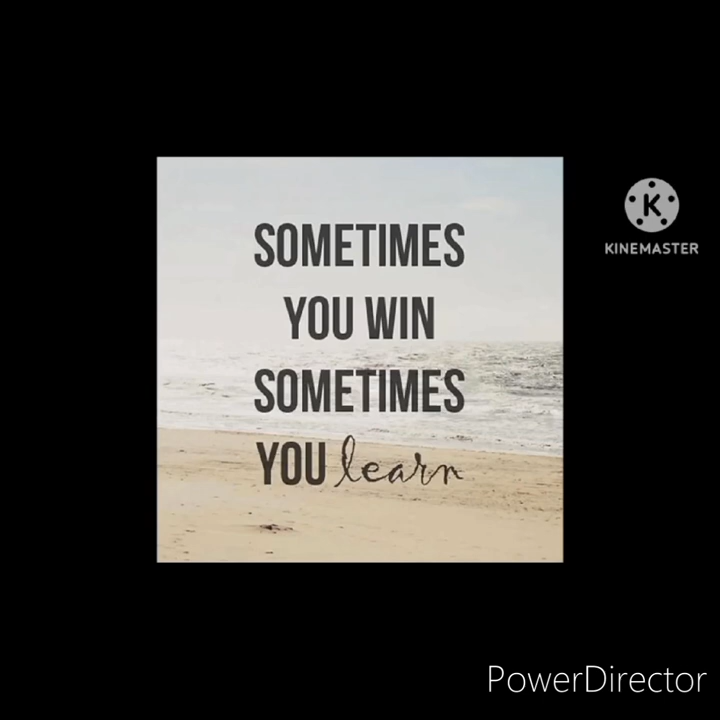 SOMETIMES
YOU WIN
SOMETIMES
YOU learn
K
KINEMASTER
PowerDirector